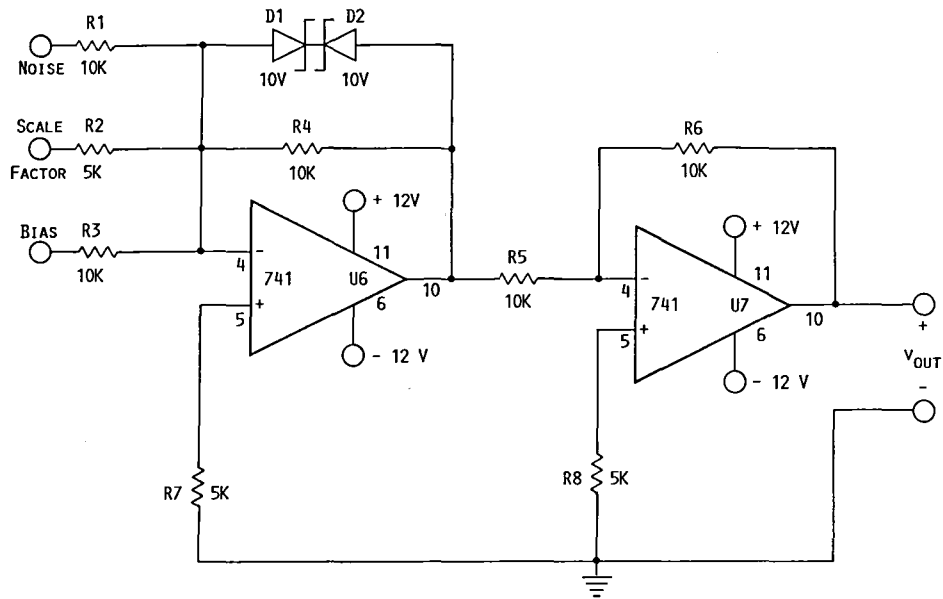 R1
NOISE
10K
D1
D2
10V
10V
SCALE
FACTOR
R2
5K
R4
10K
BIAS
R3
10K
+ 12V
-
4
741
U6
11
6
10
+
5
- 12 V
R5
10K
R6
10K
+ 12V
-
4
741
U7
11
6
10
+
5
- 12 V
+
VOUT
-
R7
5K
R8
5K